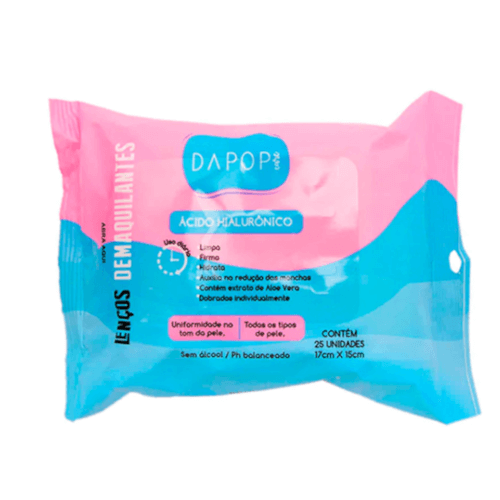 DAPOP
ÁCIDO HIALURÔNICO
Uso diário
· Limpa
· Firma
· Hidrata
· Auxilia na redução das manchas
· Contém extrato de Aloe Vera
· Dobrados individualmente
Uniformidade no
tom da pele.
Todos os tipos
de pele.
Sem álcool / Ph balanceado
CONTÉM
25 UNIDADES
17cm X 15cm
LENÇOS DEMAQUILANTES
ABRA AQUI